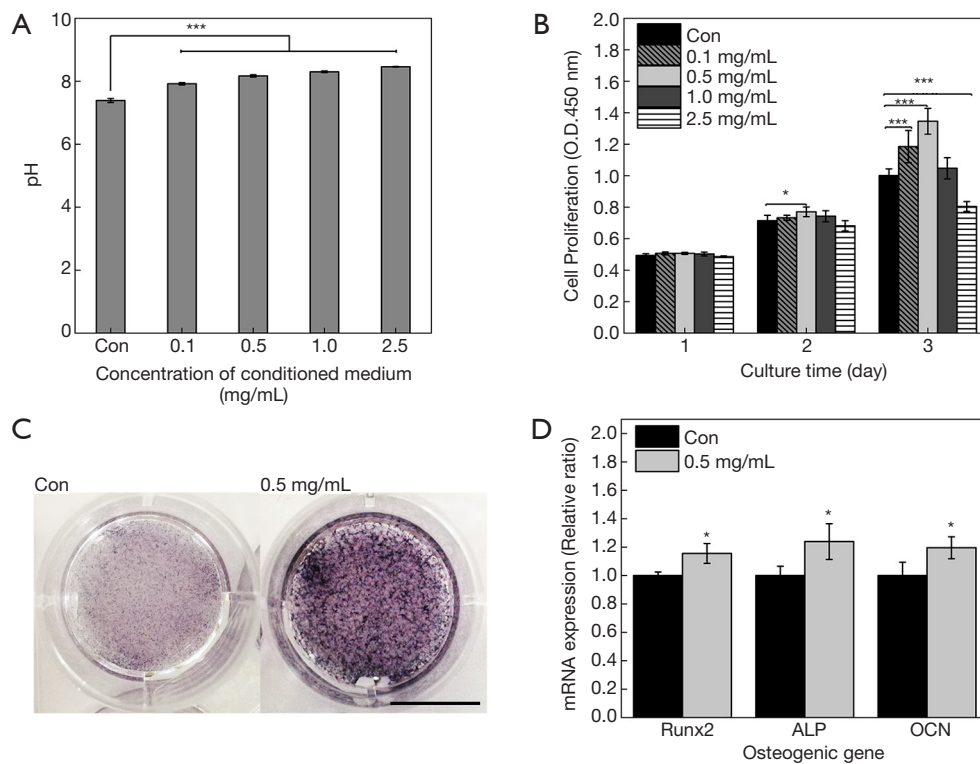 A
10
8
6
4
2
0
pH
***
Con 0.1 0.5 1.0 2.5
Concentration of conditioned medium
(mg/mL)
B
2.0
1.8
1.6
1.4
1.2
1.0
0.8
0.6
0.4
0.2
0.0
Cell Proliferation (O.D.450 nm)
Con
0.1 mg/mL
0.5 mg/mL
1.0 mg/mL
2.5 mg/mL
*
***
***
***
1 2 3
Culture time (day)
C
Con 0.5 mg/mL
D
2.0
1.8
1.6
1.4
1.2
1.0
0.8
0.6
0.4
0.2
0.0
mRNA expression (Relative ratio)
Con
0.5 mg/mL
* * *
Runx2 ALP OCN
Osteogenic gene